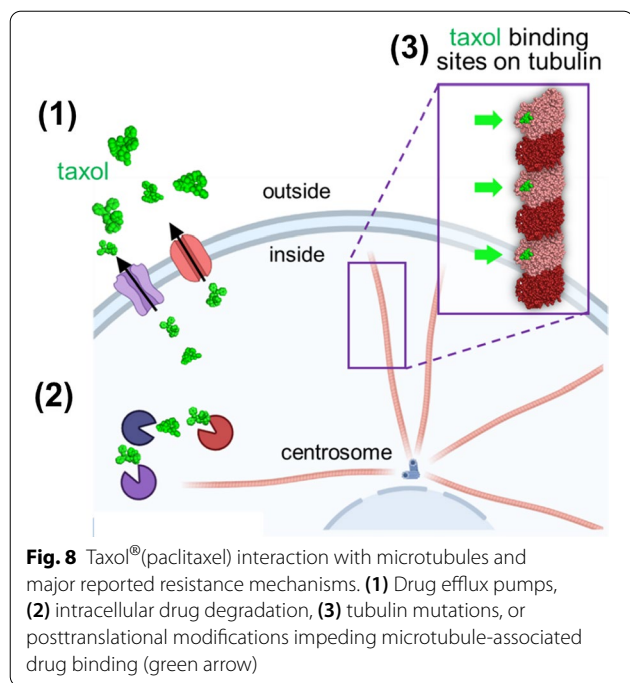 (3) taxol binding
sites on tubulin
(1)
taxol
outside
inside
(2)
centrosome
Fig. 8 Taxol®(paclitaxel) interaction with microtubules and
major reported resistance mechanisms. (1) Drug efflux pumps,
(2) intracellular drug degradation, (3) tubulin mutations, or
posttranslational modifications impeding microtubule-associated
drug binding (green arrow)